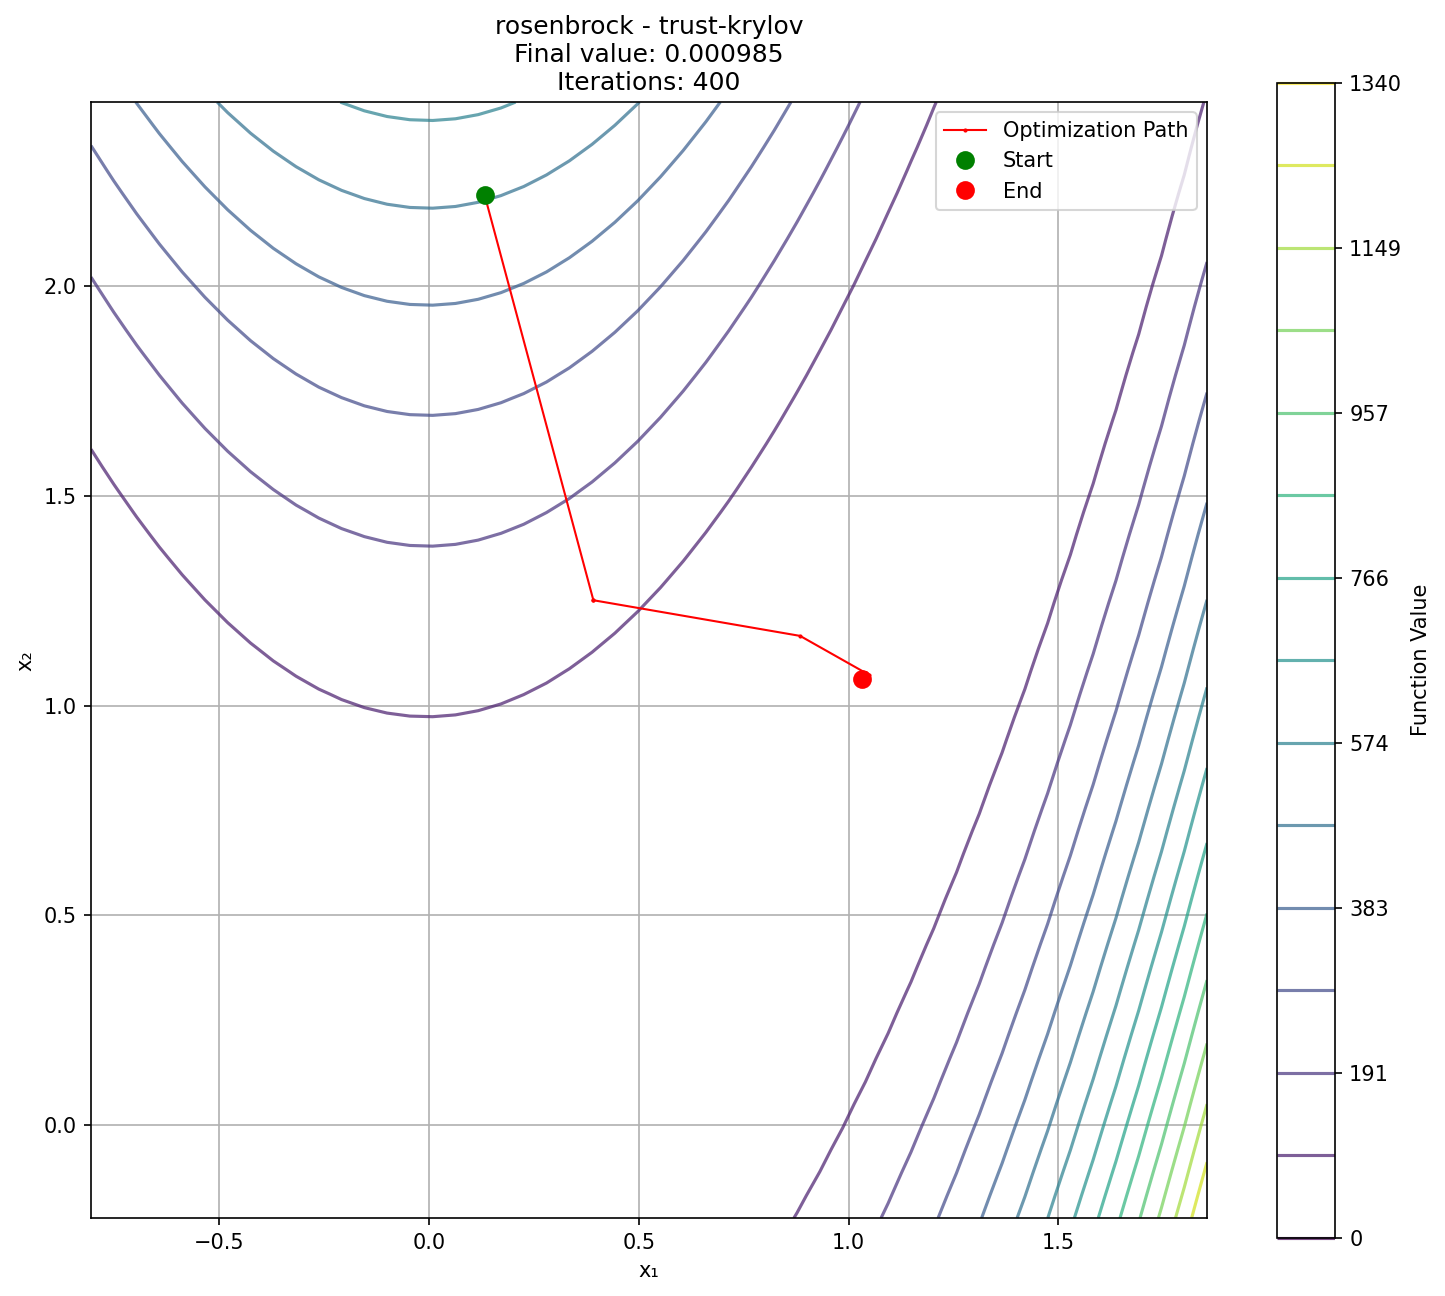 rosenbrock - trust-krylov
Final value: 0.000985
Iterations: 400
Optimization Path
Start
End
2.0
1.5
1.0
0.5
0.0
x₂
−0.5
0.0
0.5
1.0
1.5
x₁
1340
1149
957
766
574
383
191
0
Function Value